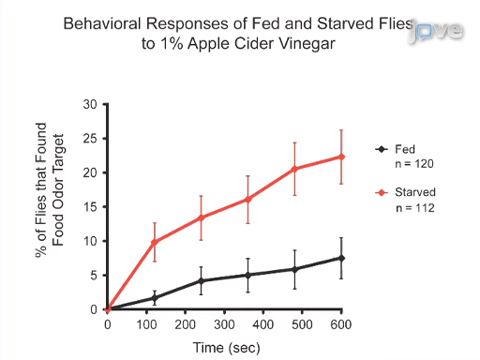 Behavioral Responses of Fed and Starved Flies
to 1% Apple Cider Vinegar
jove
% of Flies that Found
Food Odor Target
30
25
20
15
10
5
0
Fed
n = 120
Starved
n = 112
0 100 200 300 400 500 600
Time (sec)